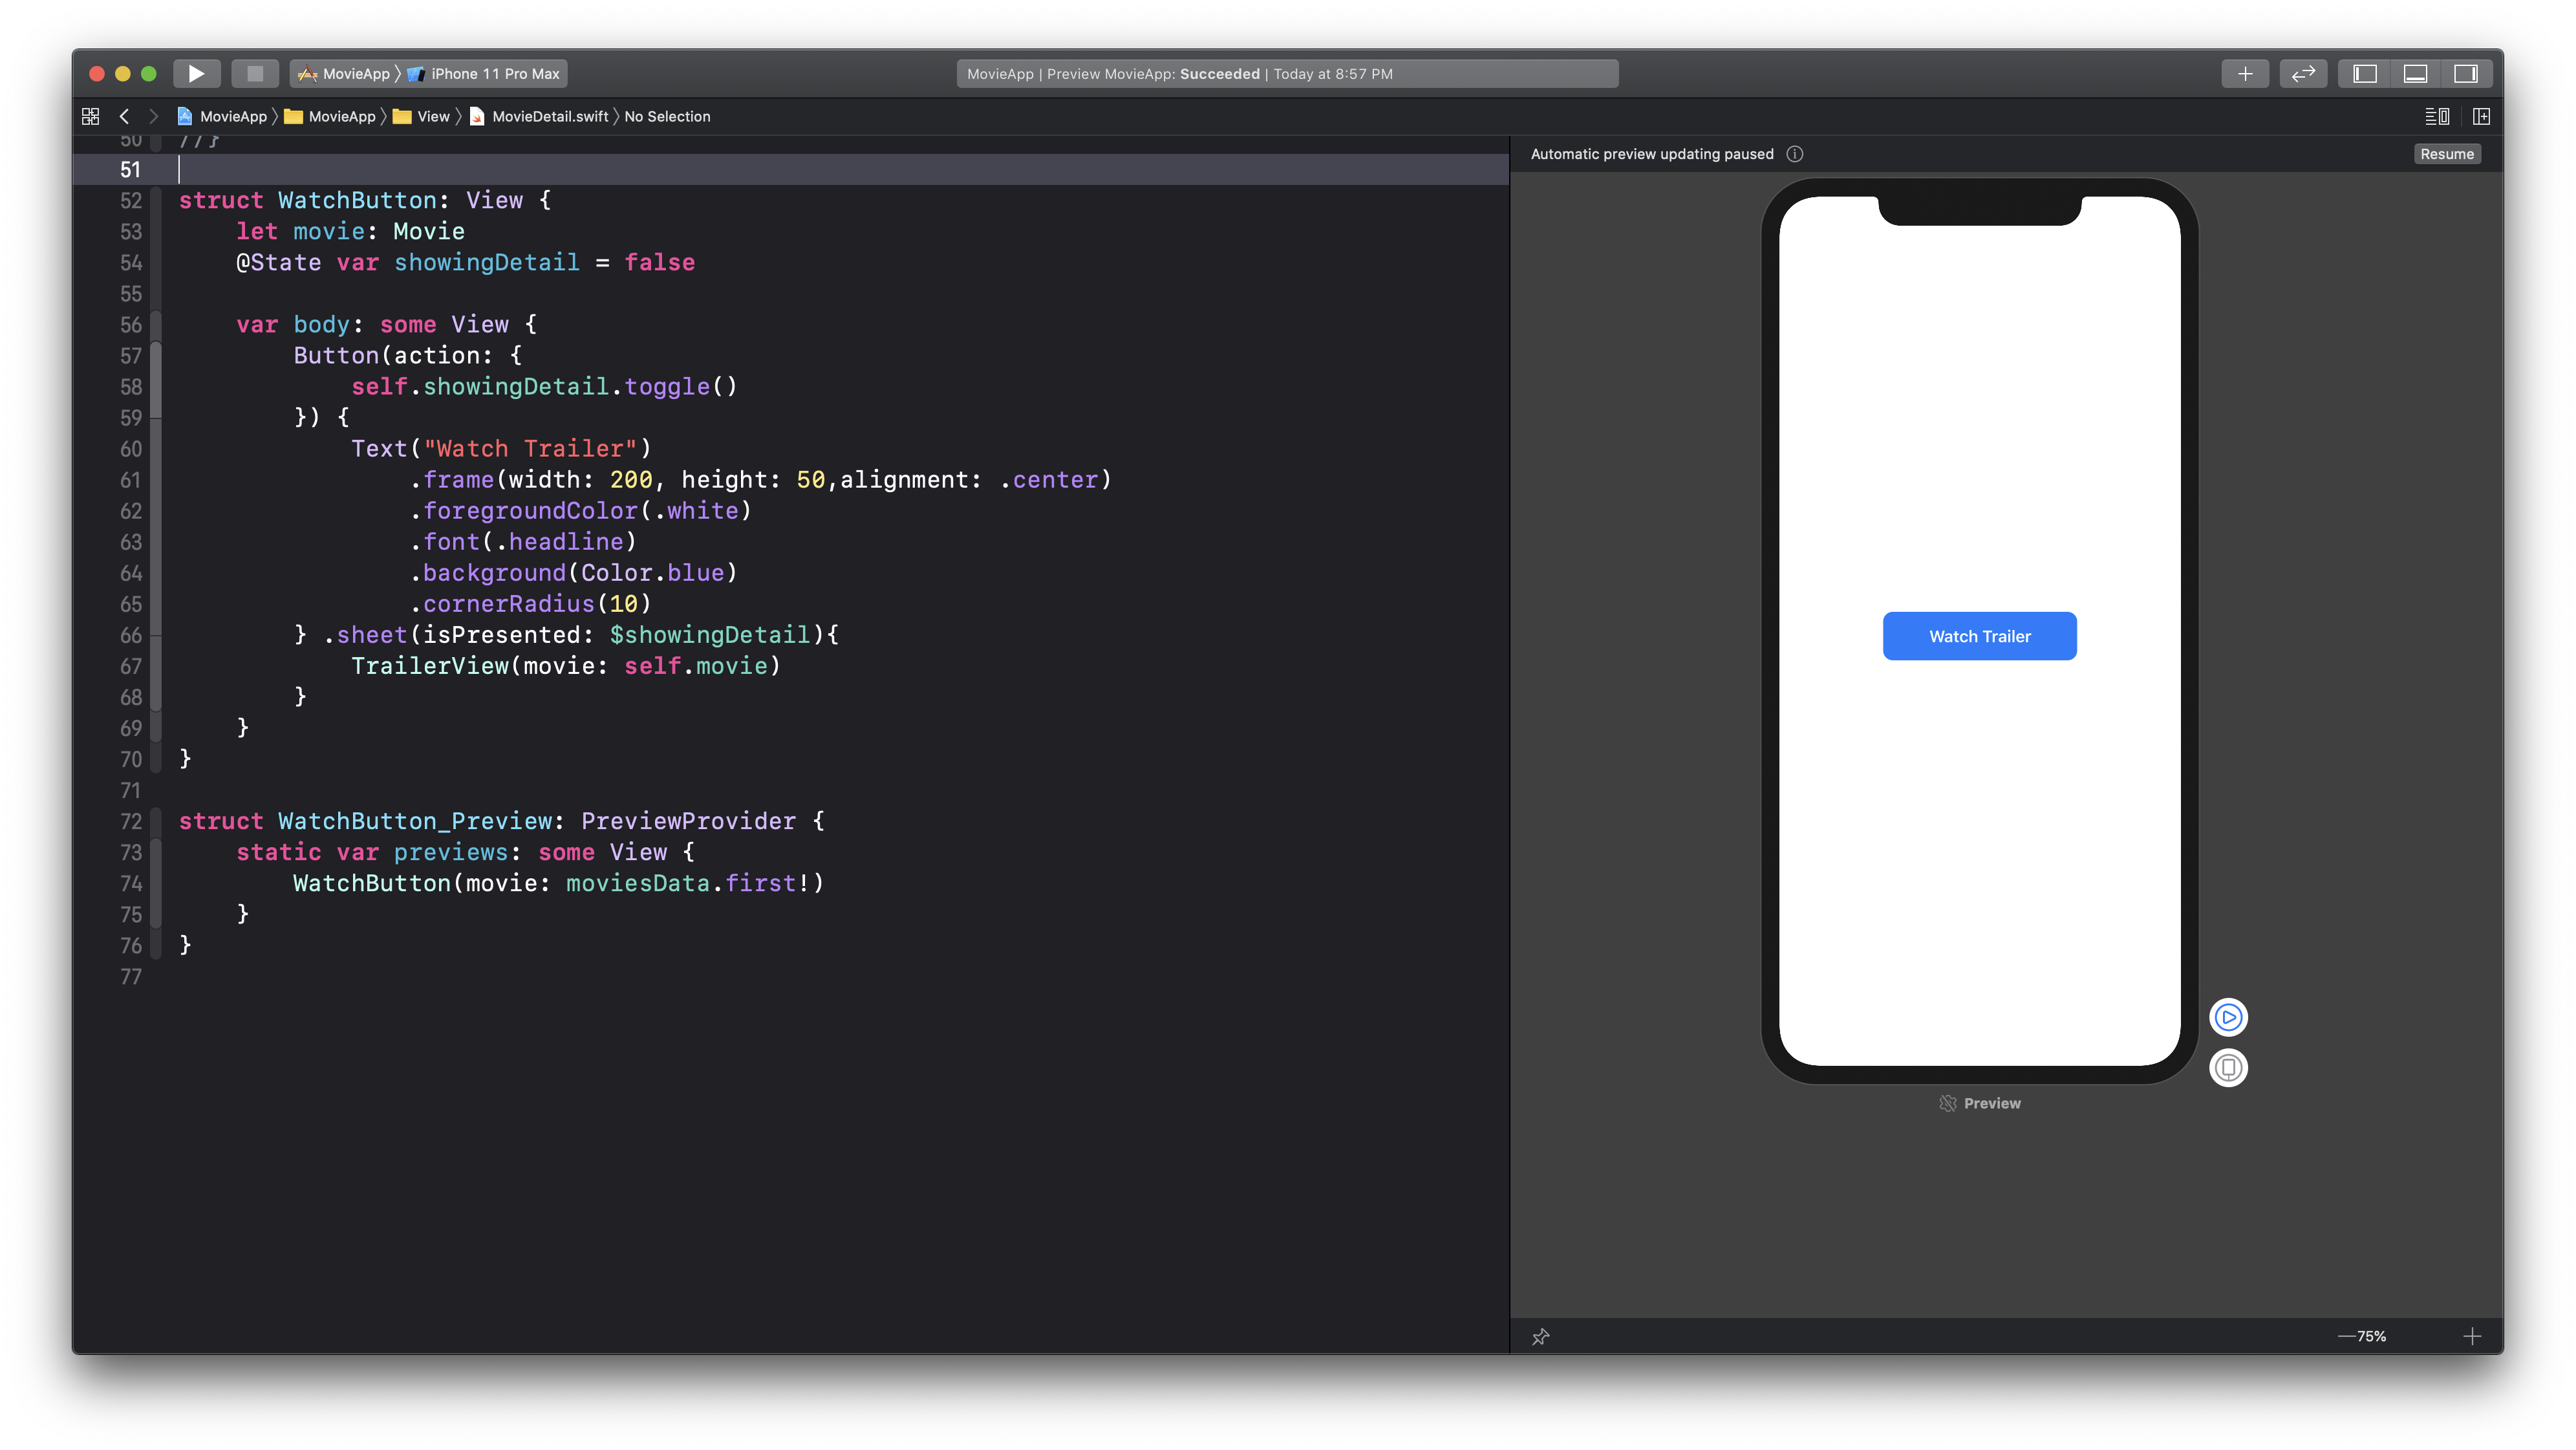 MovieApp 〉 iPhone 11 Pro Max
MovieApp | Preview MovieApp: Succeeded | Today at 8:57 PM
MovieApp 〉 MovieApp 〉 View 〉 MovieDetail.swift 〉 No Selection
50 //}
51
52 struct WatchButton: View {
53     let movie: Movie
54     @State var showingDetail = false
55
56     var body: some View {
57         Button(action: {
58             self.showingDetail.toggle()
59         }) {
60             Text("Watch Trailer")
61                 .frame(width: 200, height: 50,alignment: .center)
62                 .foregroundColor(.white)
63                 .font(.headline)
64                 .background(Color.blue)
65                 .cornerRadius(10)
66         } .sheet(isPresented: $showingDetail){
67             TrailerView(movie: self.movie)
68         }
69     }
70 }
71
72 struct WatchButton_Preview: PreviewProvider {
73     static var previews: some View {
74         WatchButton(movie: moviesData.first!)
75     }
76 }
77
Automatic preview updating paused
Resume
Watch Trailer
Preview
75%